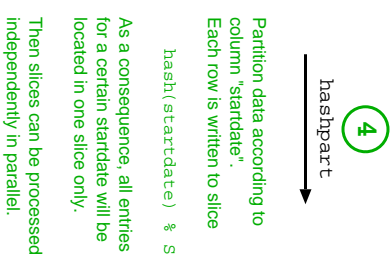 4
hashpart
Partition data according to
column "startdate".
Each row is written to slice
hash(startdate) % S
As a consequence, all entries
for a certain startdate will be
located in one slice only.
Then slices can be processed
independently in parallel.